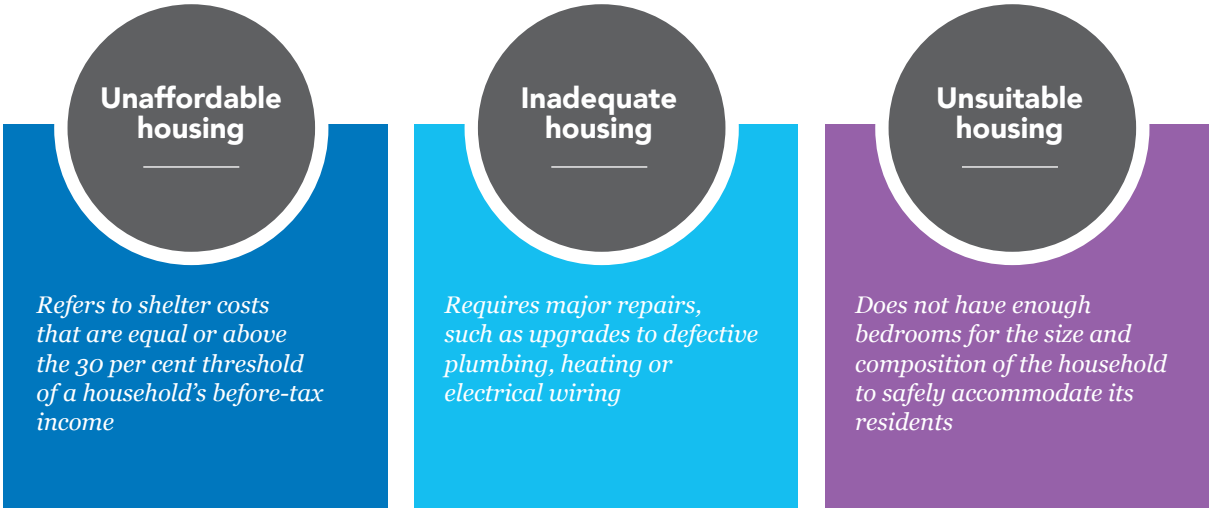 Unaffordable
housing
Refers to shelter costs
that are equal or above
the 30 per cent threshold
of a household’s before-tax
income
Inadequate
housing
Requires major repairs,
such as upgrades to defective
plumbing, heating or
electrical wiring
Unsuitable
housing
Does not have enough
bedrooms for the size and
composition of the household
to safely accommodate its
residents